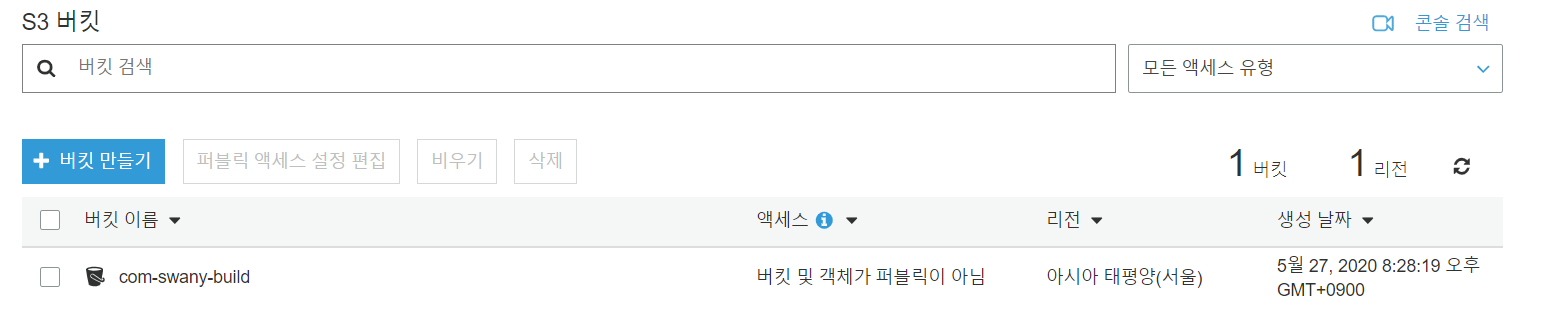 S3 버킷
콘솔 검색
버킷 검색
모든 액세스 유형
버킷 만들기
퍼블릭 액세스 설정 편집
비우기
삭제
1 버킷
1 리전
버킷 이름
액세스
리전
생성 날짜
com-swany-build
버킷 및 객체가 퍼블릭이 아님
아시아 태평양(서울)
5월 27, 2020 8:28:19 오후
GMT+0900